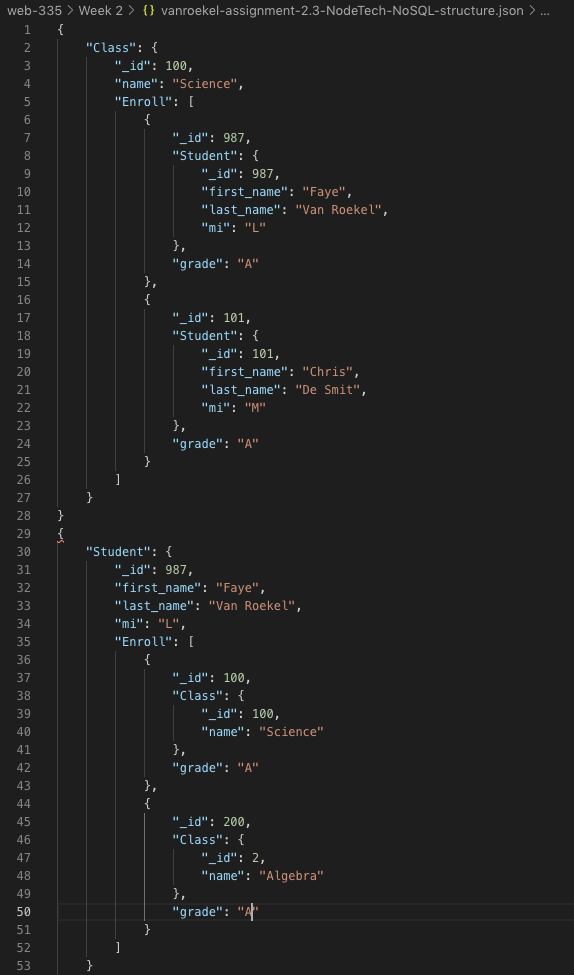 web-335 > Week 2 > {} vanroekel-assignment-2.3-NodeTech-NoSQL-structure.json > ...
1 {
2 "Class": {
3 "_id": 100,
4 "name": "Science",
5 "Enroll": [
6 {
7 "_id": 987,
8 "Student": {
9 "_id": 987,
10 "first_name": "Faye",
11 "last_name": "Van Roekel",
12 "mi": "L"
13 },
14 "grade": "A"
15 },
16 {
17 "_id": 101,
18 "Student": {
19 "_id": 101,
20 "first_name": "Chris",
21 "last_name": "De Smit",
22 "mi": "M"
23 },
24 "grade": "A"
25 }
26 ]
27 }
28 }
29 {
30 "Student": {
31 "_id": 987,
32 "first_name": "Faye",
33 "last_name": "Van Roekel",
34 "mi": "L",
35 "Enroll": [
36 {
37 "_id": 100,
38 "Class": {
39 "_id": 100,
40 "name": "Science"
41 },
42 "grade": "A"
43 },
44 {
45 "_id": 200,
46 "Class": {
47 "_id": 2,
48 "name": "Algebra"
49 },
50 "grade": "A"
51 }
52 ]
53 }